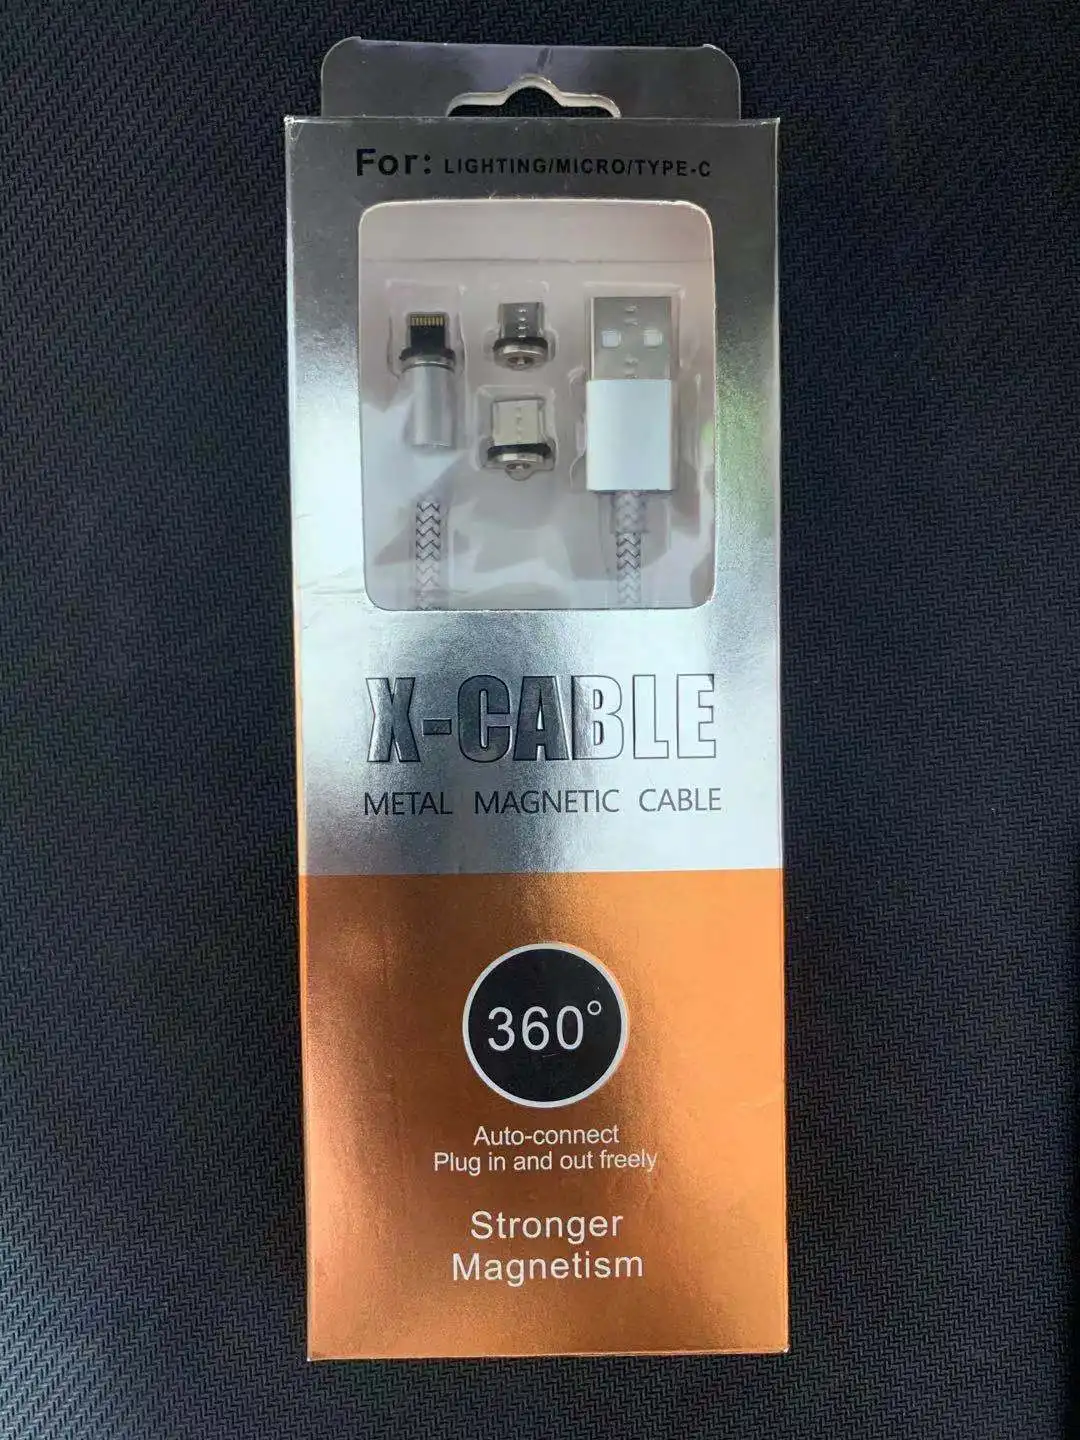 For: LIGHTING/MICRO/TYPE-C
X-CABLE
METAL MAGNETIC CABLE
360°
Auto-connect
Plug in and out freely
Stronger
Magnetism